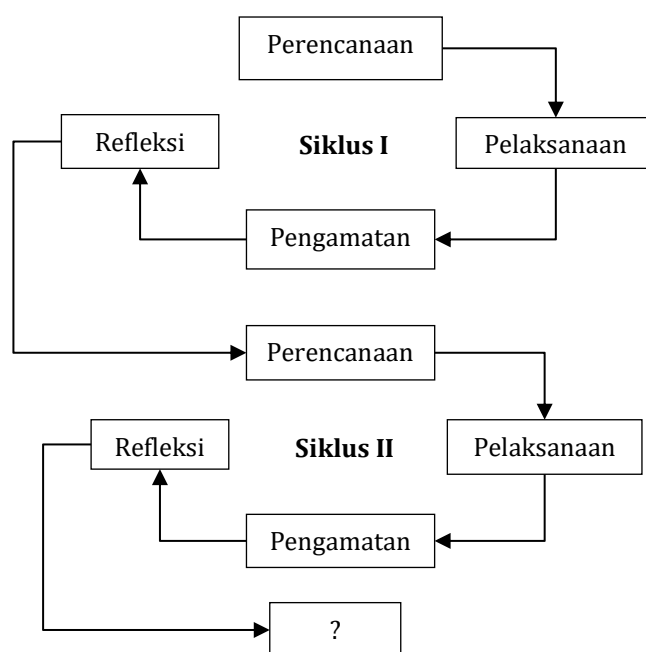 Perencanaan
Refleksi
Siklus I
Pelaksanaan
Pengamatan
Perencanaan
Refleksi
Siklus II
Pelaksanaan
Pengamatan
?